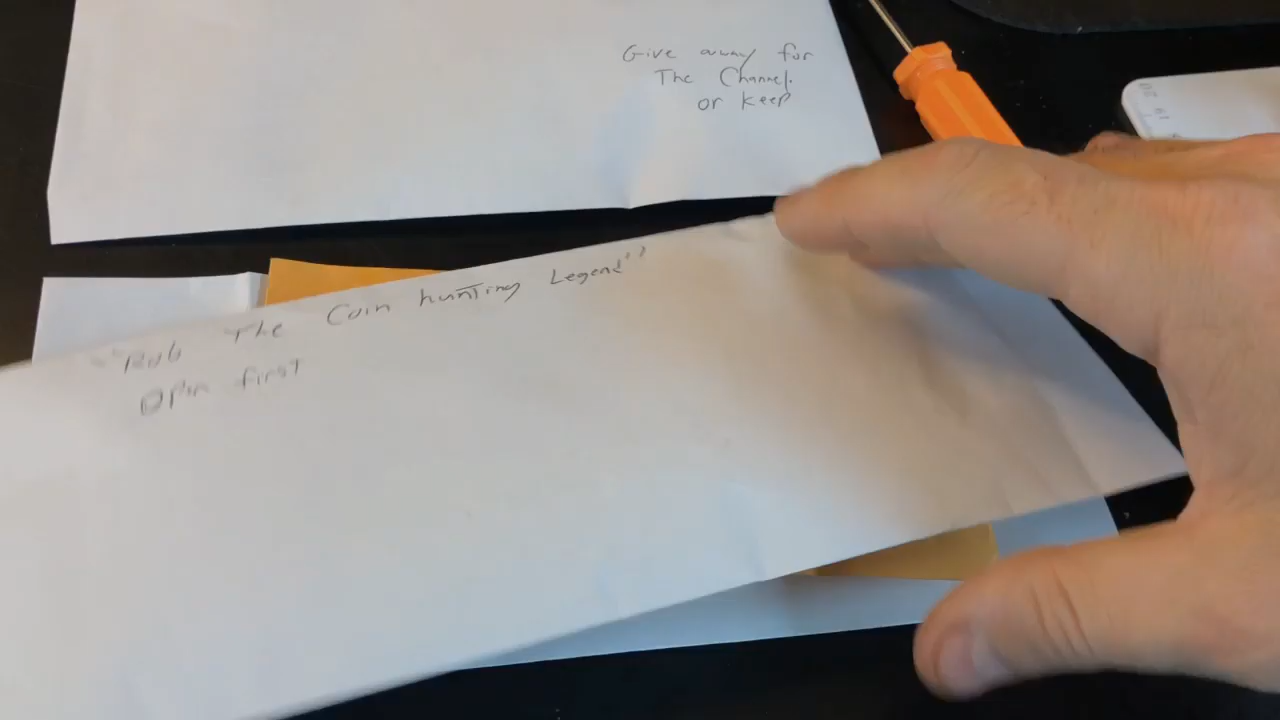 Give away for
The Channel.
or keep
"Rob The Coin hunting Legend"
Open first